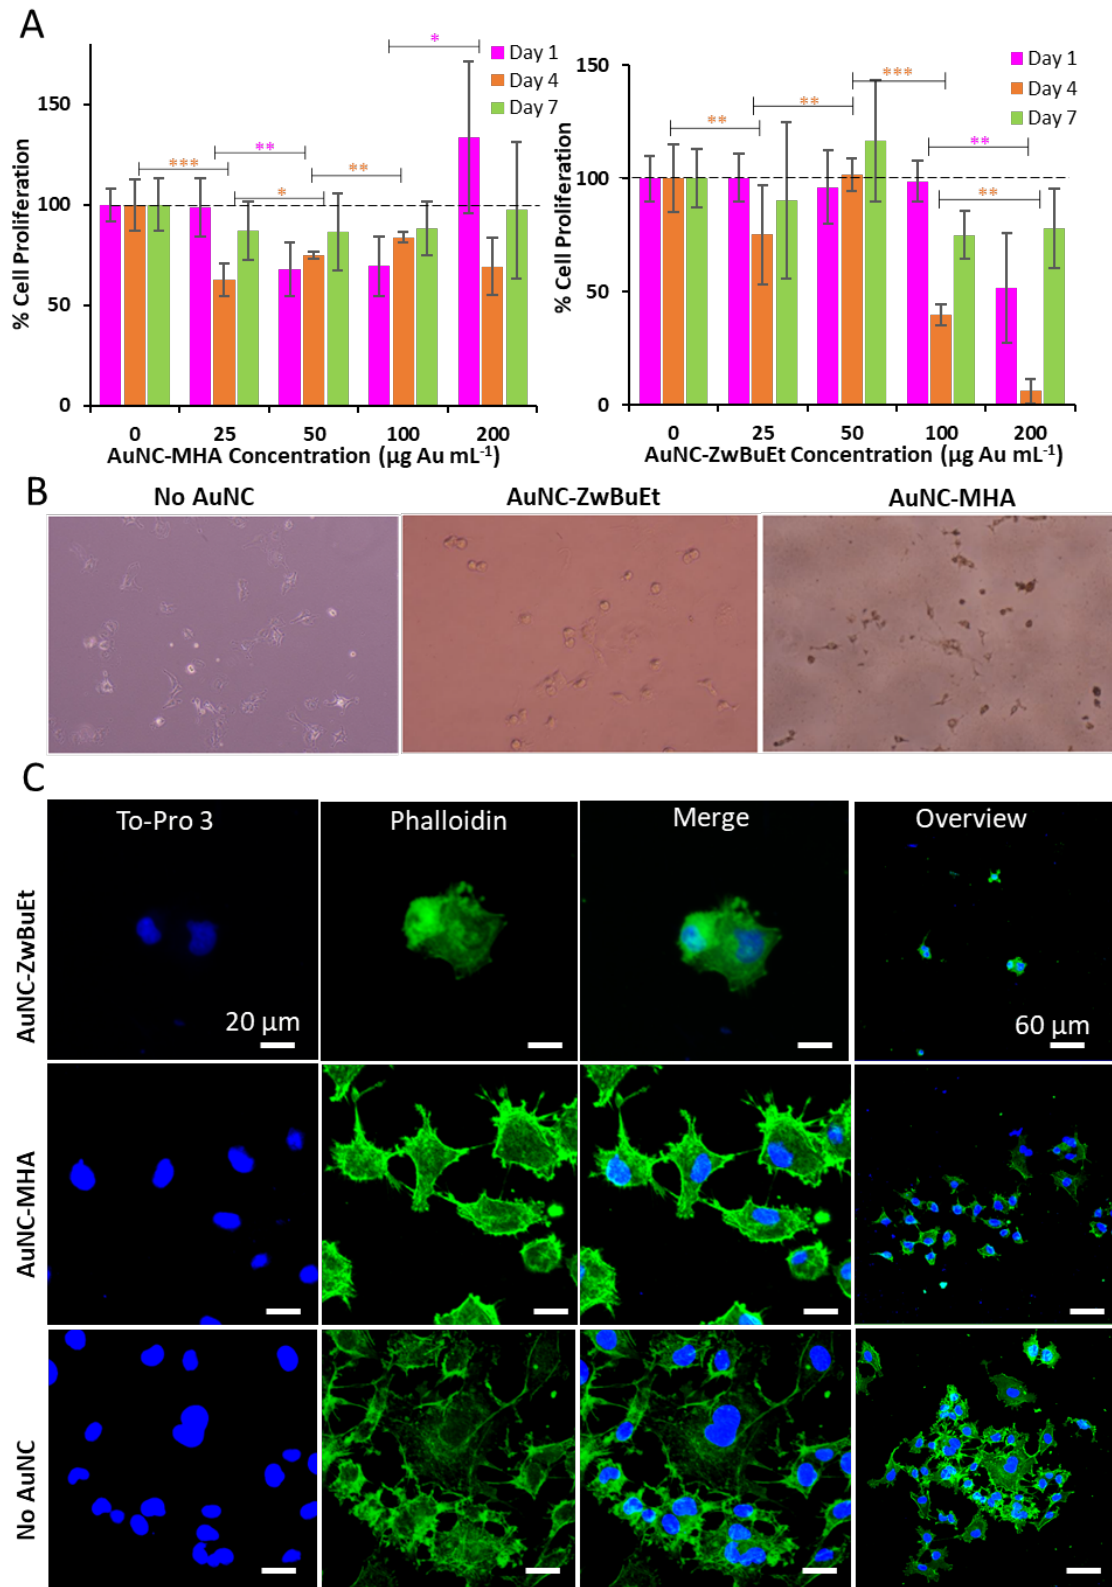 A
% Cell Proliferation
150
100
50
0
Day 1
Day 4
Day 7
*
***
**
*
**
0 25 50 100 200
AuNC-MHA Concentration (µg Au mL⁻¹)
% Cell Proliferation
150
100
50
0
Day 1
Day 4
Day 7
***
**
**
**
**
0 25 50 100 200
AuNC-ZwBuEt Concentration (µg Au mL⁻¹)
B
No AuNC
AuNC-ZwBuEt
AuNC-MHA
C
To-Pro 3
Phalloidin
Merge
Overview
AuNC-ZwBuEt
20 µm
60 µm
AuNC-MHA
No AuNC